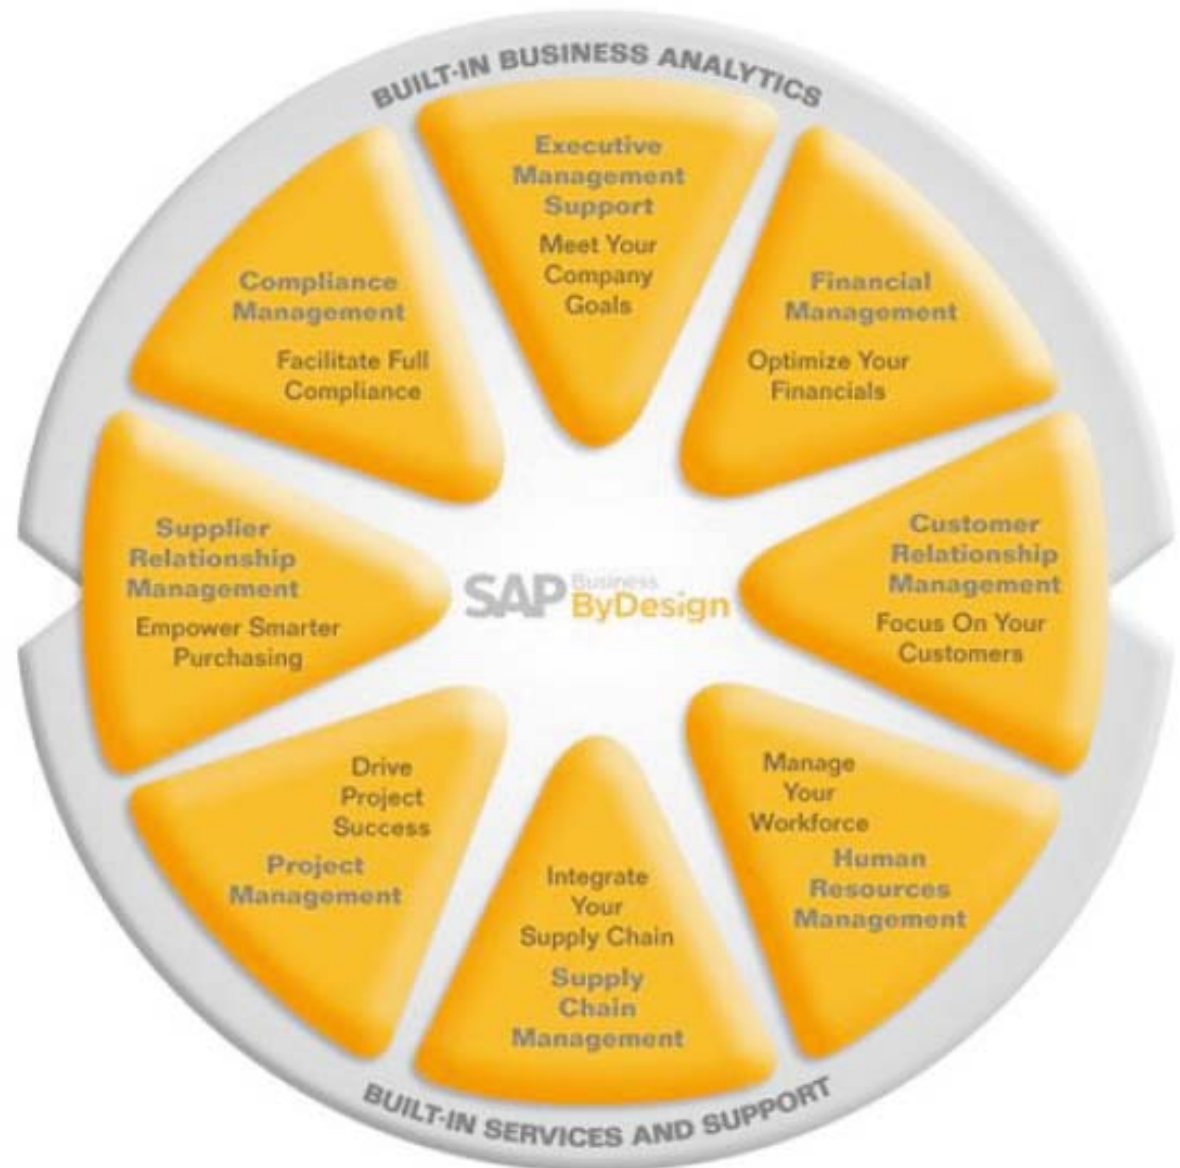 BUILT-IN BUSINESS ANALYTICS
Executive
Management
Support
Meet Your
Company
Goals
Financial
Management
Optimize Your
Financials
Customer
Relationship
Management
Focus On Your
Customers
Manage
Your
Workforce
Human
Resources
Management
Integrate
Your
Supply Chain
Supply
Chain
Management
Drive
Project
Success
Project
Management
Supplier
Relationship
Management
Empower Smarter
Purchasing
Compliance
Management
Facilitate Full
Compliance
SAP Business
ByDesign
BUILT-IN SERVICES AND SUPPORT